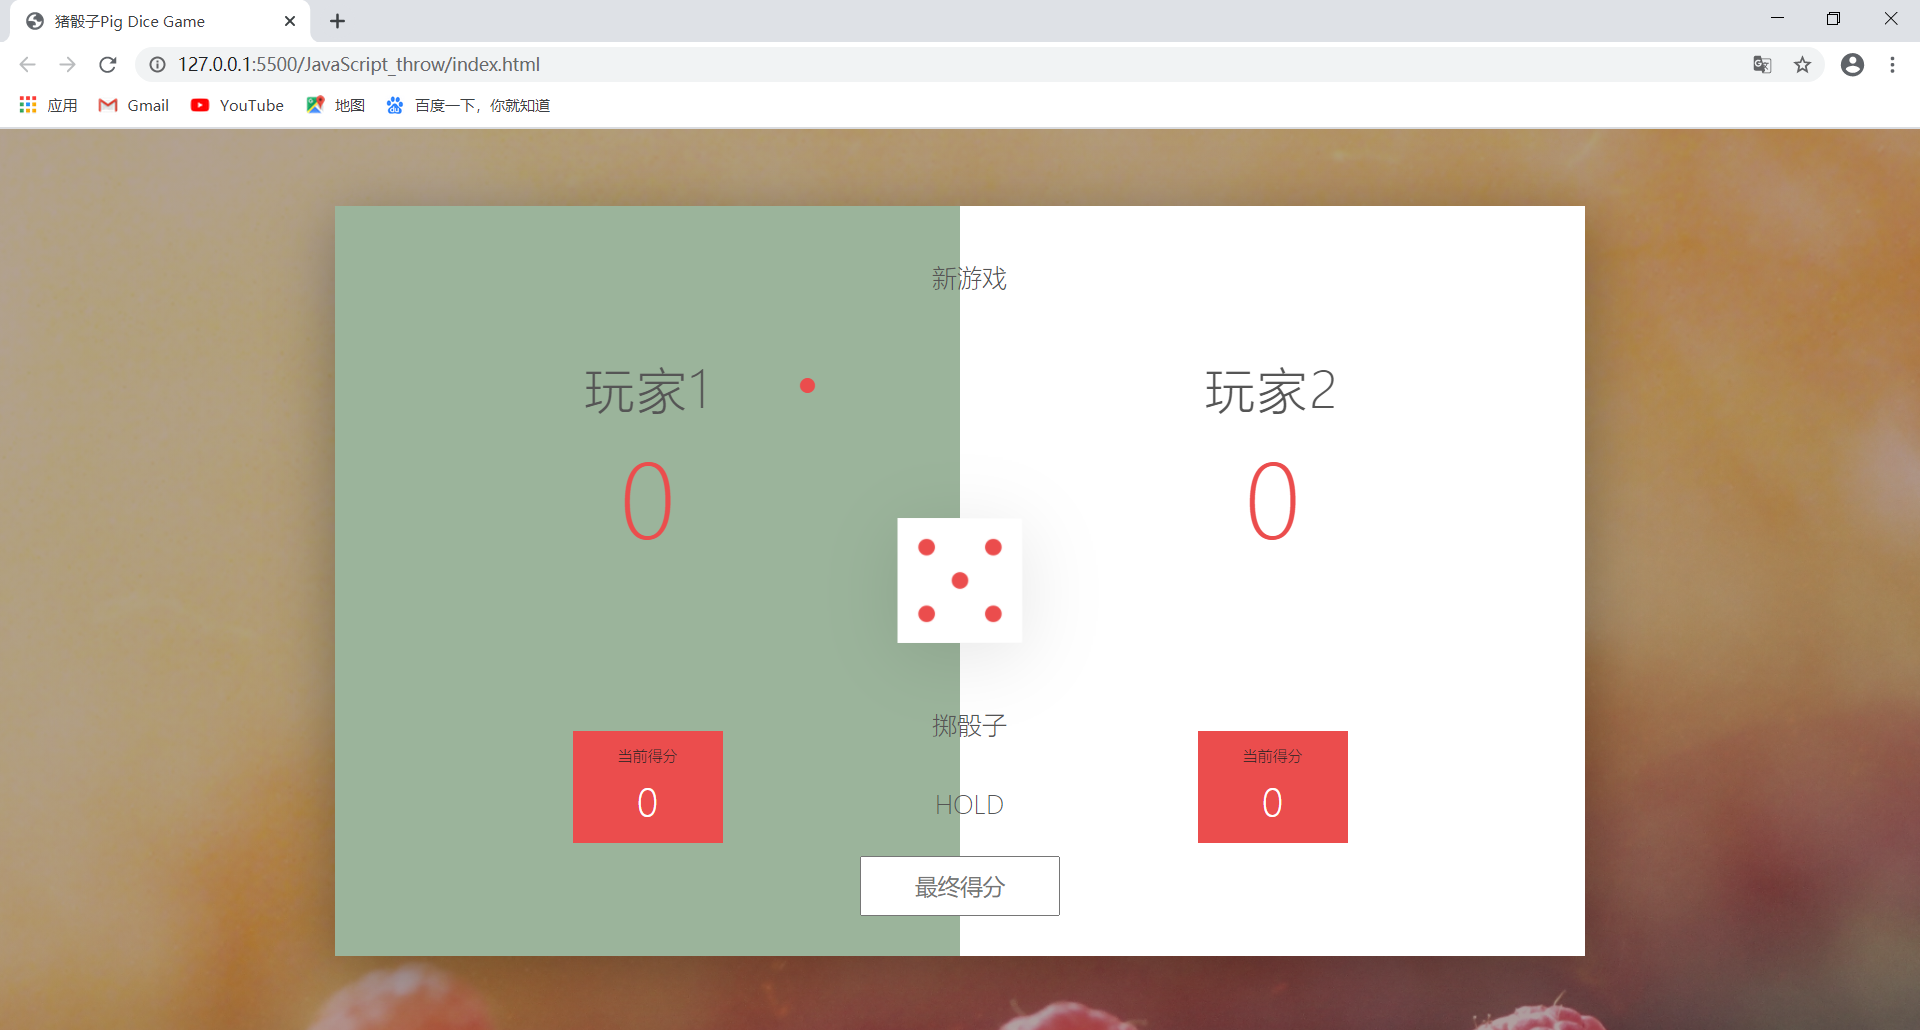 猪骰子Pig Dice Game
127.0.0.1:5500/JavaScript_throw/index.html
应用 Gmail YouTube 地图 百度一下，你就知道
新游戏
玩家1
0
玩家2
0
掷骰子
当前得分
0
当前得分
0
HOLD
最终得分